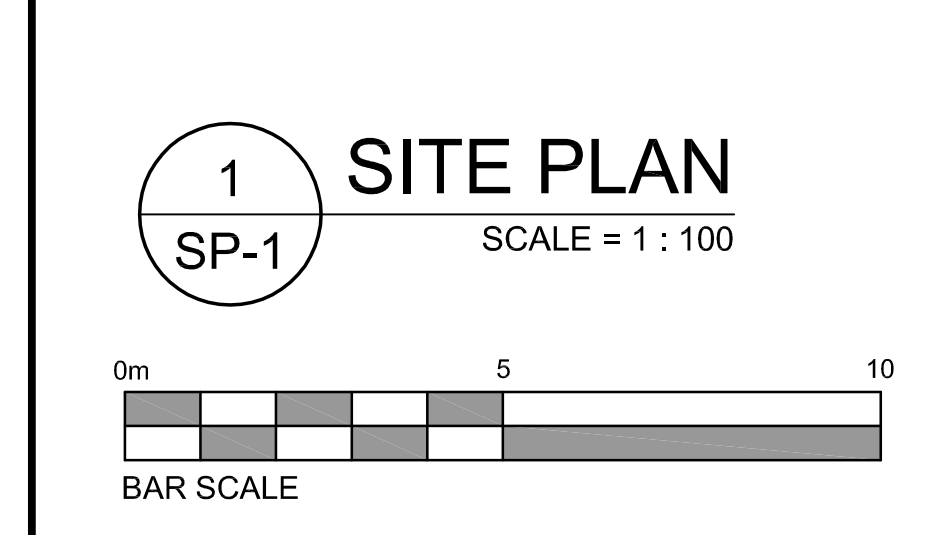 1
SP-1
SITE PLAN
SCALE = 1 : 100
0m 5 10
BAR SCALE